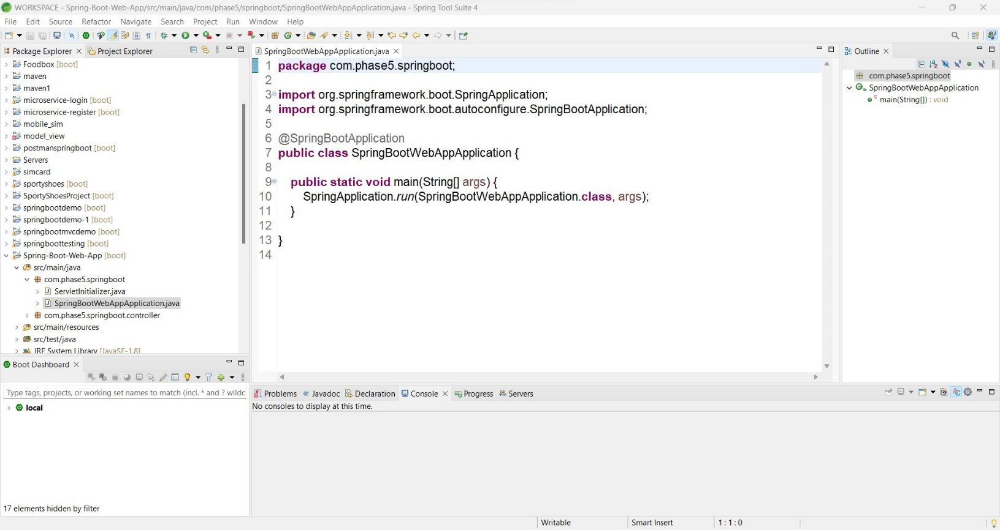 WORKSPACE - Spring-Boot-Web-App/src/main/java/com/phase5/springboot/SpringBootWebAppApplication.java - Spring Tool Suite 4
File Edit Source Refactor Navigate Search Project Run Window Help
Package Explorer Project Explorer
Foodbox [boot]
maven
maven1
microservice-login [boot]
microservice-register [boot]
mobile_sim
model_view
postmanspringboot [boot]
Servers
simcard
sportyshoes [boot]
SportyShoesProject [boot]
springbootdemo [boot]
springbootdemo-1 [boot]
springbootmvcdemo [boot]
springboottesting [boot]
Spring-Boot-Web-App [boot]
src/main/java
com.phase5.springboot
ServletInitializer.java
SpringBootWebAppApplication.java
com.phase5.springboot.controller
src/main/resources
src/test/java
JRE System Library [JavaSE-1.8]
Boot Dashboard
Type tags, projects, or working set names to match (incl. * and ? wildc
local
17 elements hidden by filter
SpringBootWebAppApplication.java
1 package com.phase5.springboot;
2
3 import org.springframework.boot.SpringApplication;
4 import org.springframework.boot.autoconfigure.SpringBootApplication;
5
6 @SpringBootApplication
7 public class SpringBootWebAppApplication {
8
9 public static void main(String[] args) {
10 SpringApplication.run(SpringBootWebAppApplication.class, args);
11 }
12
13 }
14
Outline
com.phase5.springboot
SpringBootWebAppApplication
main(String[]) : void
Problems Javadoc Declaration Console Progress Servers
No consoles to display at this time.
Writable Smart Insert 1 : 1 : 0